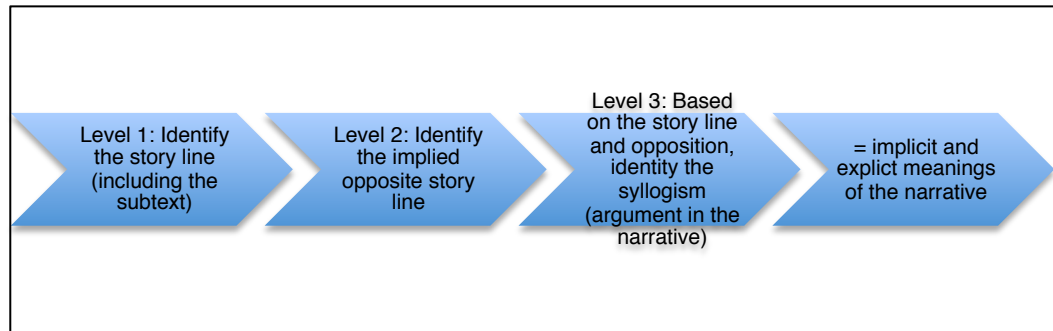 Level 1: Identify
the story line
(including the
subtext)
Level 2: Identify
the implied
opposite story
line
Level 3: Based
on the story line
and opposition,
identity the
syllogism
(argument in the
narrative)
= implicit and
explict meanings
of the narrative